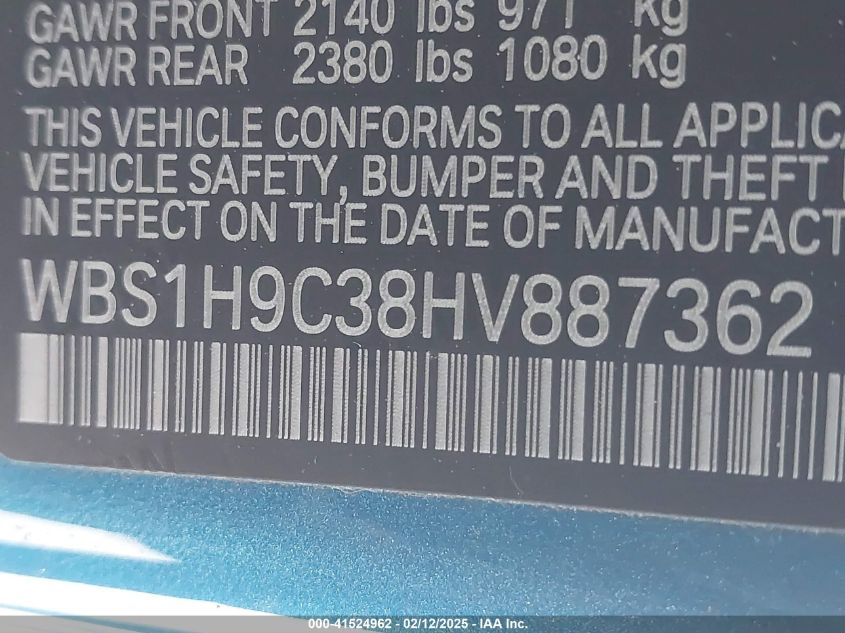 GAWR FRONT 2140 lbs 971 kg
GAWR REAR 2380 lbs 1080 kg
THIS VEHICLE CONFORMS TO ALL APPLICA
VEHICLE SAFETY, BUMPER AND THEFT
IN EFFECT ON THE DATE OF MANUFACT
WBS1H9C38HV887362
000-41524962 - 02/12/2025 - IAA Inc.